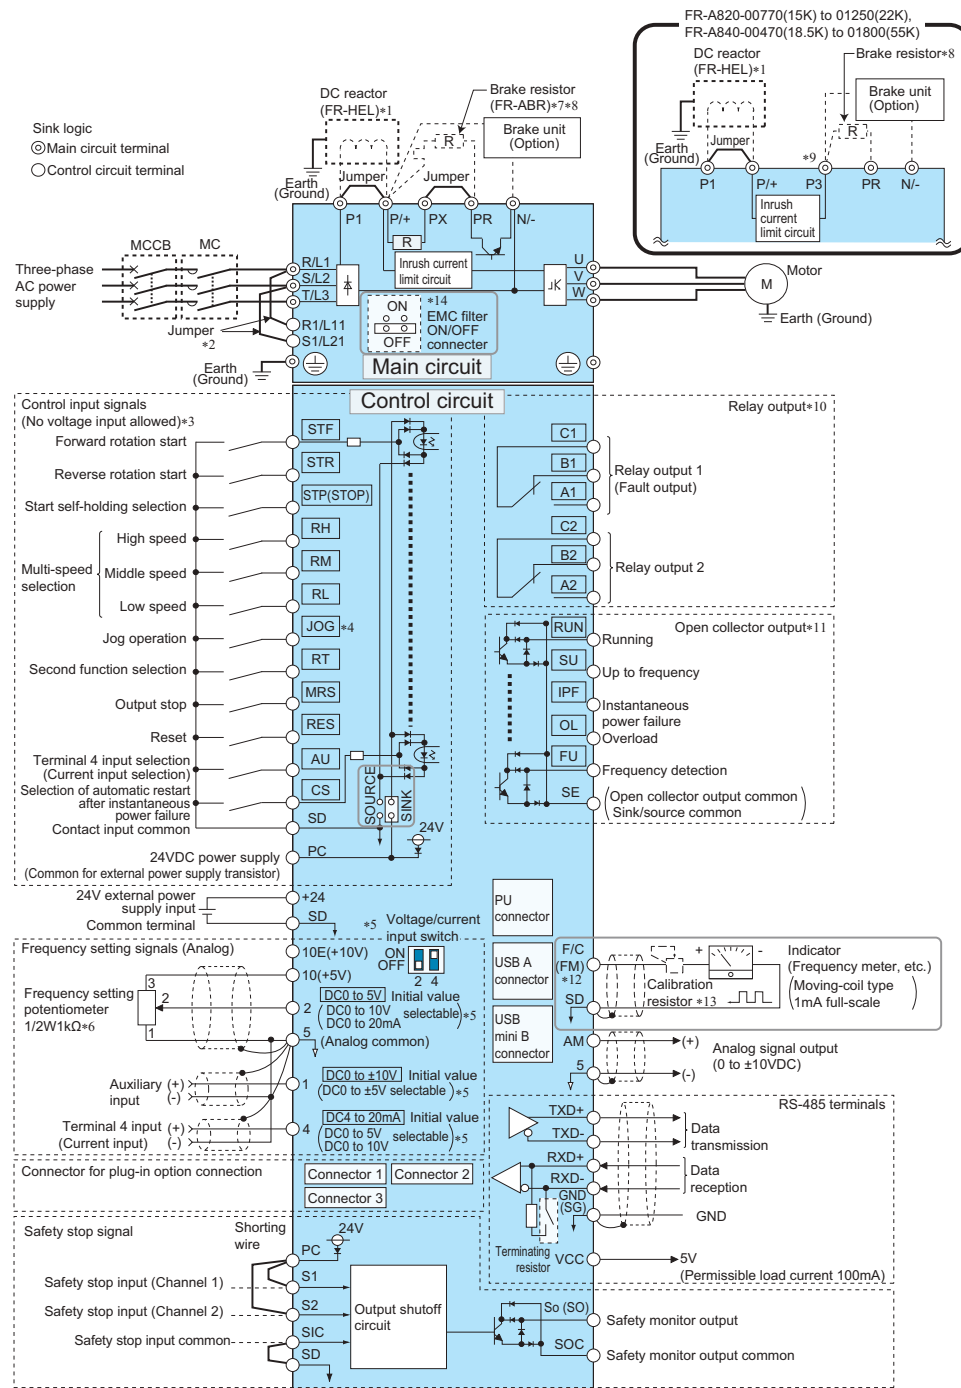 FR-A820-00770(15K) to 01250(22K),
FR-A840-00470(18.5K) to 01800(55K)
DC reactor
(FR-HEL)*1
Brake resistor*8
Brake unit
(Option)
R
Earth
(Ground)
Jumper
*9
P1
P/+
P3
PR
N/-
Inrush
current
limit circuit
Sink logic
Main circuit terminal
Control circuit terminal
DC reactor
(FR-HEL)*1
Brake resistor
(FR-ABR)*7*8
Brake unit
(Option)
R
Earth
(Ground)
Jumper
Jumper
P1
P/+
PX
PR
N/-
R
Inrush current
limit circuit
MCCB
MC
Three-phase
AC power
supply
R/L1
S/L2
T/L3
R1/L11
S1/L21
Jumper
*2
Earth
(Ground)
U
V
W
Motor
M
Earth (Ground)
ON
OFF
*14
EMC filter
ON/OFF
connecter
Main circuit
Control circuit
Control input signals
(No voltage input allowed)*3
Forward rotation start
STF
Reverse rotation start
STR
Start self-holding selection
STP(STOP)
Multi-speed
selection
High speed
RH
Middle speed
RM
Low speed
RL
Jog operation
JOG *4
Second function selection
RT
Output stop
MRS
Reset
RES
Terminal 4 input selection
(Current input selection)
AU
Selection of automatic restart
after instantaneous
power failure
CS
Contact input common
SD
SOURCE
SINK
24V
24VDC power supply
(Common for external power supply transistor)
PC
Relay output*10
C1
B1
A1
Relay output 1
(Fault output)
C2
B2
A2
Relay output 2
Open collector output*11
RUN
Running
SU
Up to frequency
IPF
Instantaneous
power failure
OL
Overload
FU
Frequency detection
SE
Open collector output common
Sink/source common
24V external power
supply input
+24
Common terminal
SD
Frequency setting signals (Analog)
*5
Voltage/current
input switch
ON
OFF
2 4
10E(+10V)
10(+5V)
Frequency setting
potentiometer
1/2W1kΩ*6
3
2
1
2
DC0 to 5V Initial value
DC0 to 10V
DC0 to 20mA
selectable *5
5
(Analog common)
Auxiliary (+)
input (-)
1
DC0 to ±10V Initial value
DC0 to ±5V selectable *5
Terminal 4 input (+)
(Current input) (-)
4
DC4 to 20mA Initial value
DC0 to 5V
DC0 to 10V
selectable *5
PU
connector
USB A
connector
USB
mini B
connector
F/C
(FM)
*12
SD
+
-
Calibration
resistor *13
Indicator
(Frequency meter, etc.)
Moving-coil type
1mA full-scale
AM
(+)
5
(-)
Analog signal output
(0 to ±10VDC)
RS-485 terminals
TXD+
TXD-
Data
transmission
RXD+
RXD-
Data
reception
GND
(SG)
GND
Terminating
resistor
VCC
5V
(Permissible load current 100mA)
Connector for plug-in option connection
Connector 1
Connector 2
Connector 3
Safety stop signal
Shorting
wire
24V
PC
Safety stop input (Channel 1)
S1
Safety stop input (Channel 2)
S2
Safety stop input common
SIC
SD
Output shutoff
circuit
So (SO)
Safety monitor output
SOC
Safety monitor output common